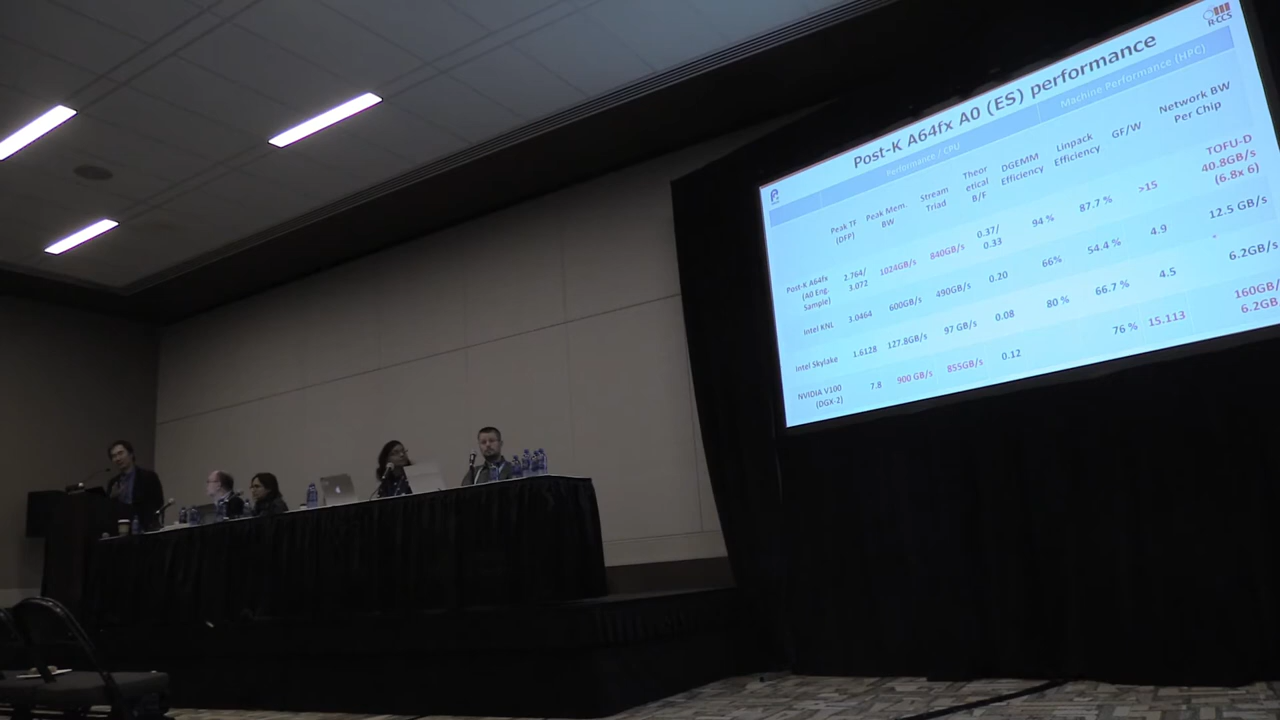 R-CCS
Post-K A64fx A0 (ES) performance
Performance / CPU
Machine Performance (HPC)
Peak TF
(DFP)
Peak Mem.
BW
Stream
Triad
Theor
etical
B/F
DGEMM
Efficiency
Linpack
Efficiency
GF/W
Network BW
Per Chip
Post-K A64fx
(A0 Eng.
Sample)
2.764/
3.072
1024GB/s
840GB/s
0.37/
0.33
94 %
87.7 %
>15
TOFU-D
40.8GB/s
(6.8x 6)
Intel KNL
3.0464
600GB/s
490GB/s
0.20
66%
54.4 %
4.9
12.5 GB/s
Intel Skylake
1.6128
127.8GB/s
97 GB/s
0.08
80 %
66.7 %
4.5
6.2GB/s
NVIDIA V100
(DGX-2)
7.8
900 GB/s
855GB/s
0.12
76 %
15.113
160GB/
6.2GB